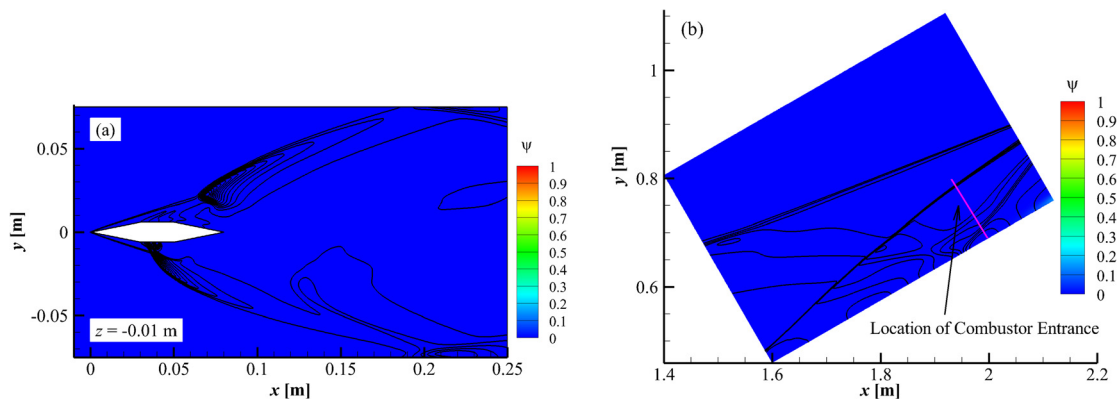 (a)
0.05
0
-0.05
y [m]
z = -0.01 m
0 0.05 0.1 0.15 0.2 0.25
x [m]
ψ
1
0.9
0.8
0.7
0.6
0.5
0.4
0.3
0.2
0.1
0
(b)
1
0.8
0.6
y [m]
Location of Combustor Entrance
1.4 1.6 1.8 2 2.2
x [m]
ψ
1
0.9
0.8
0.7
0.6
0.5
0.4
0.3
0.2
0.1
0